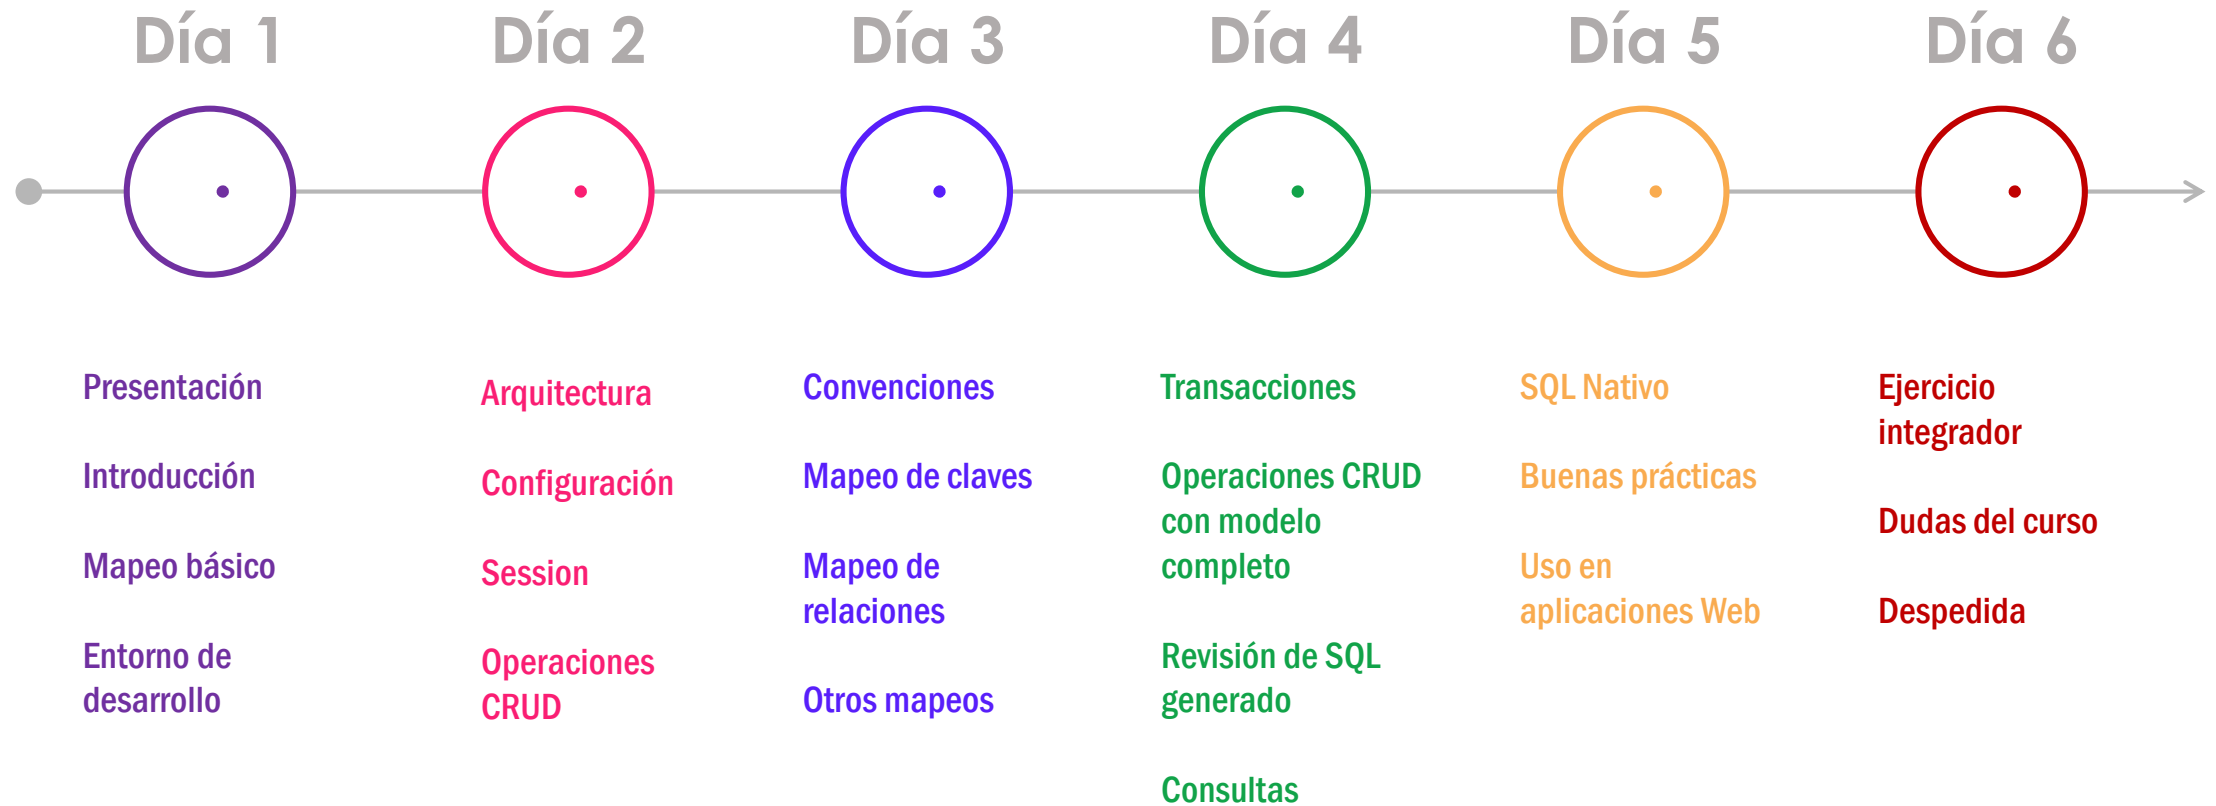 Día 1
Día 2
Día 3
Día 4
Día 5
Día 6
Presentación
Introducción
Mapeo básico
Entorno de
desarrollo
Arquitectura
Configuración
Session
Operaciones
CRUD
Convenciones
Mapeo de claves
Mapeo de
relaciones
Otros mapeos
Transacciones
Operaciones CRUD
con modelo
completo
Revisión de SQL
generado
Consultas
SQL Nativo
Buenas prácticas
Uso en
aplicaciones Web
Ejercicio
integrador
Dudas del curso
Despedida